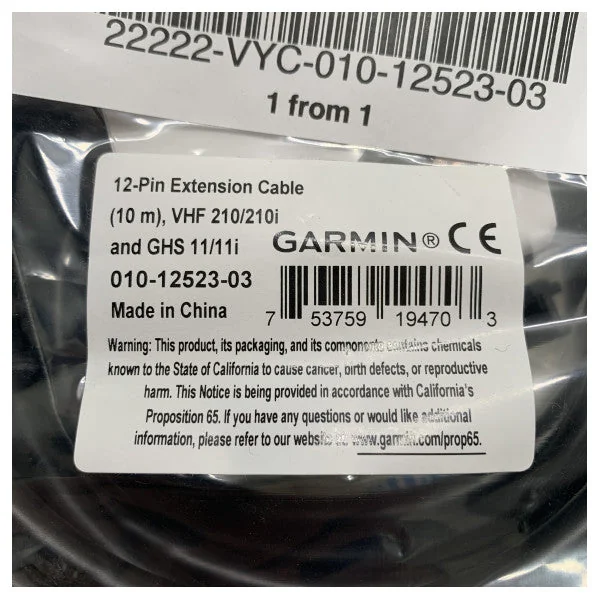 22222-VYC-010-12523-03
1 from 1
12-Pin Extension Cable
(10 m), VHF 210/210i
and GHS 11/11i
GARMIN® CE
010-12523-03
Made in China
7 53759 19470 3
Warning: This product, its packaging, and its components contains chemicals
known to the State of California to cause cancer, birth defects, or reproductive
harm. This Notice is being provided in accordance with California's
Proposition 65. If you have any questions or would like additional
information, please refer to our website at www.garmin.com/prop65.